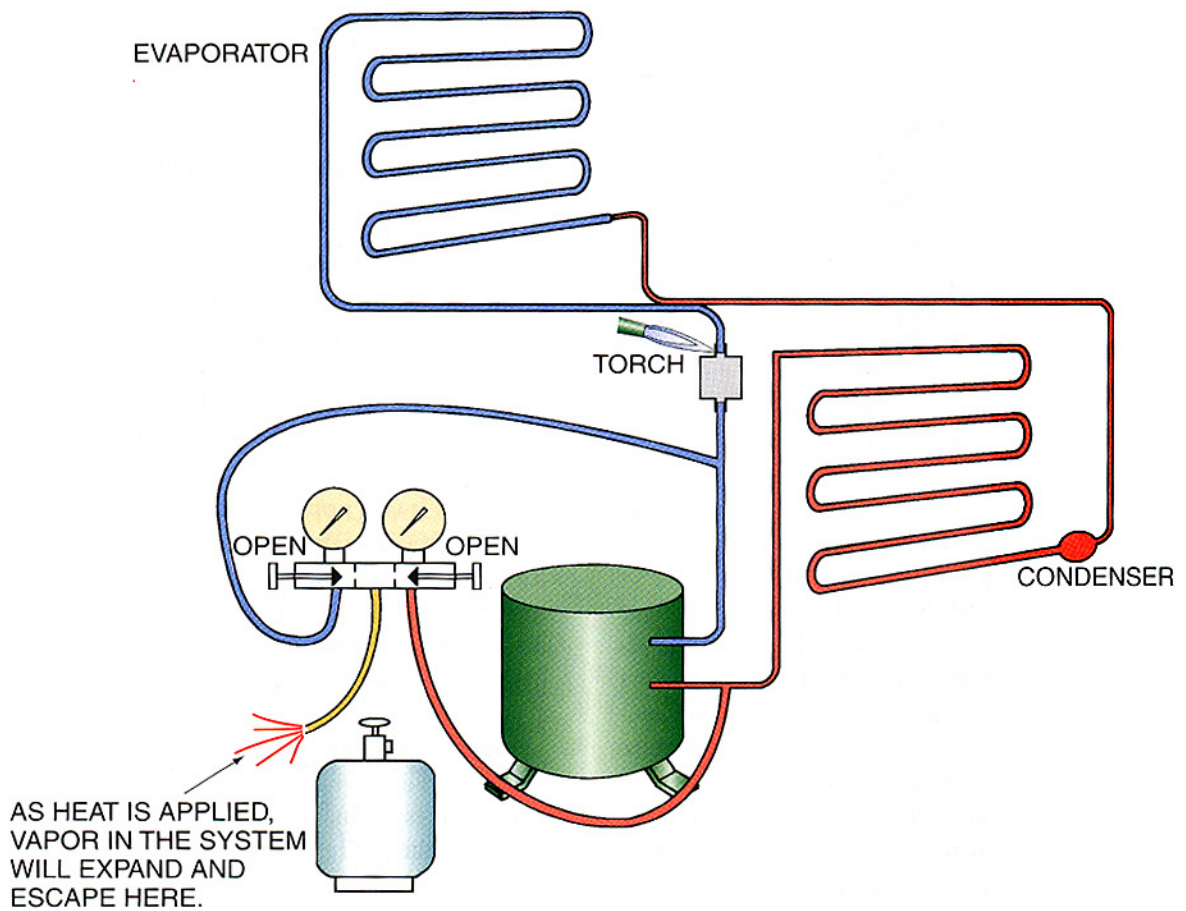 EVAPORATOR
TORCH
OPEN
OPEN
CONDENSER
AS HEAT IS APPLIED,
VAPOR IN THE SYSTEM
WILL EXPAND AND
ESCAPE HERE.